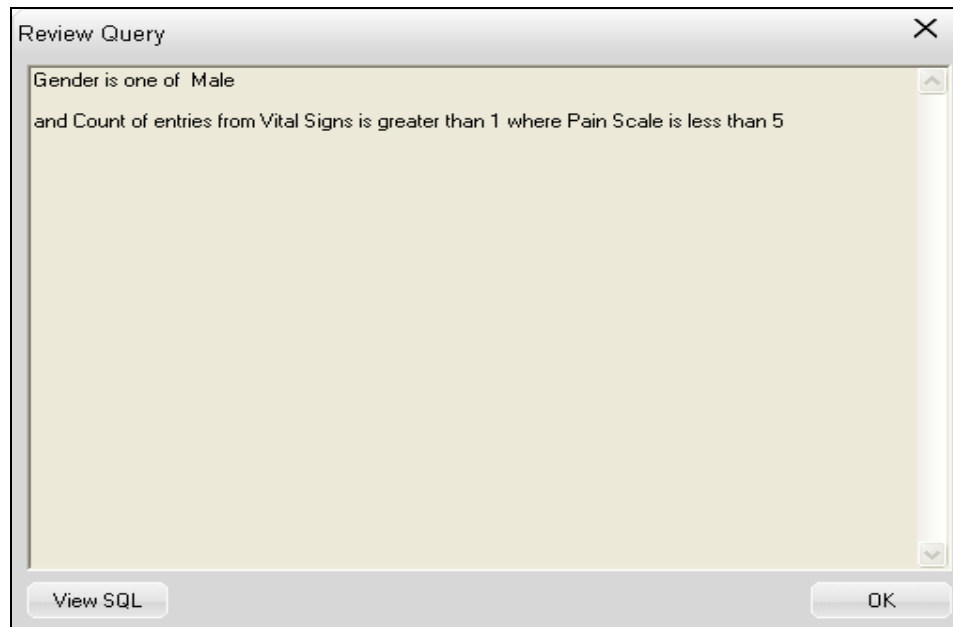 Review Query
Gender is one of  Male
and Count of entries from Vital Signs is greater than 1 where Pain Scale is less than 5
View SQL
OK